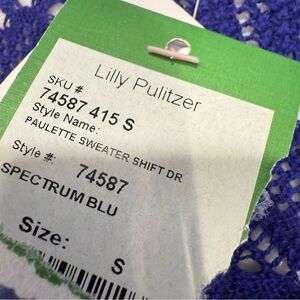 Lilly Pulitzer
SKU #
74587 415 S
Style Name:
PAULETTE SWEATER SHIFT DR
Style #: 74587
SPECTRUM BLU
Size: S